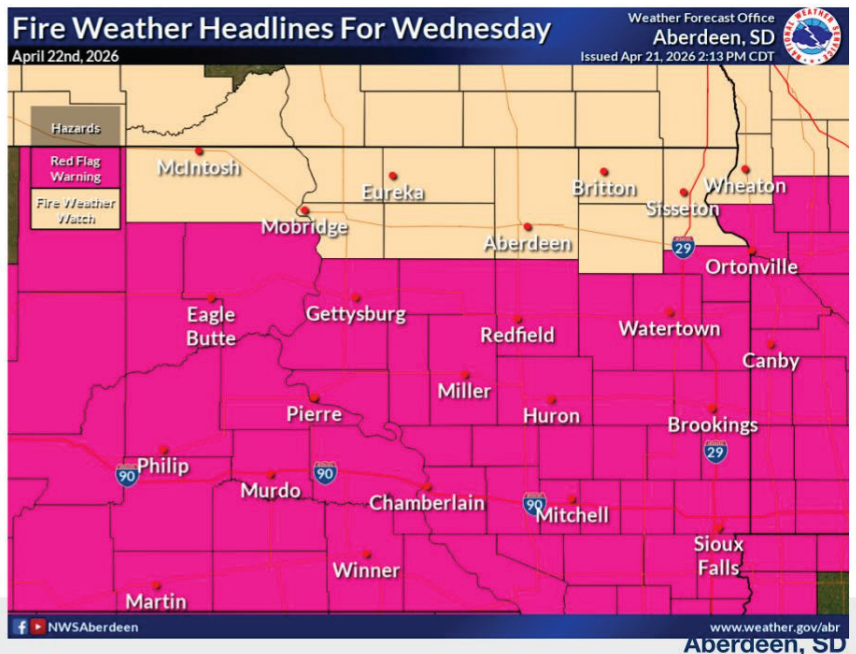 Fire Weather Headlines For Wednesday
April 22nd, 2026
Weather Forecast Office
Aberdeen, SD
Issued Apr 21, 2026 2:13 PM CDT
NATIONAL WEATHER SERVICE
Hazards
Red Flag
Warning
Fire Weather
Watch
McIntosh
Eureka
Britton
Sisseton
Wheaton
Mobridge
Aberdeen
29
Ortonville
Eagle
Butte
Gettysburg
Redfield
Watertown
Canby
Miller
Pierre
Huron
Brookings
29
90
Philip
90
Murdo
Chamberlain
90
Mitchell
Sioux
Falls
Winner
Martin
NWSAberdeen
www.weather.gov/abr
Aberdeen, SD